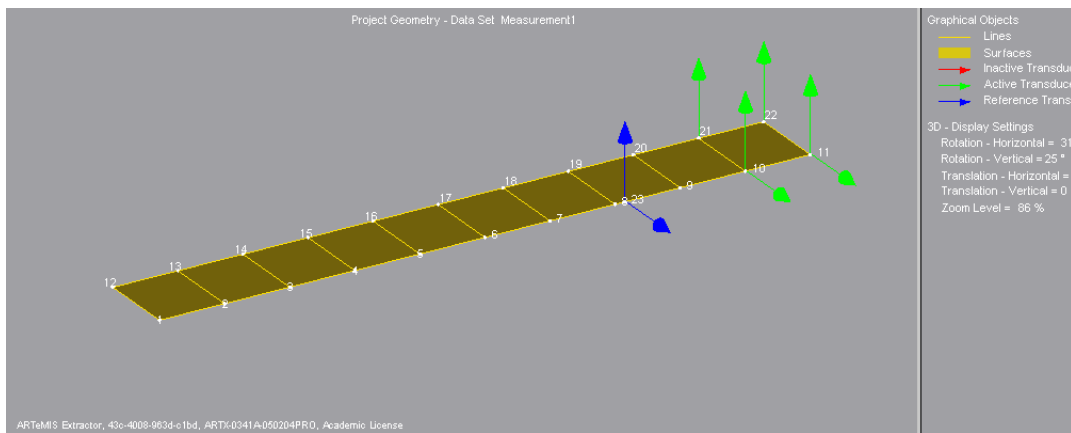 Project Geometry - Data Set Measurement1
22
21
11
20
10
19
9
18
8 23
17
7
16
6
15
5
14
4
13
3
12
2
1
ARTeMIS Extractor, 43c-4008-963d-c1bd, ARTX-0341A-050204PRO, Academic License
Graphical Objects
Lines
Surfaces
Inactive Transduc
Active Transduce
Reference Trans
3D - Display Settings
Rotation - Horizontal = 31
Rotation - Vertical = 25 °
Translation - Horizontal =
Translation - Vertical = 0
Zoom Level = 86 %